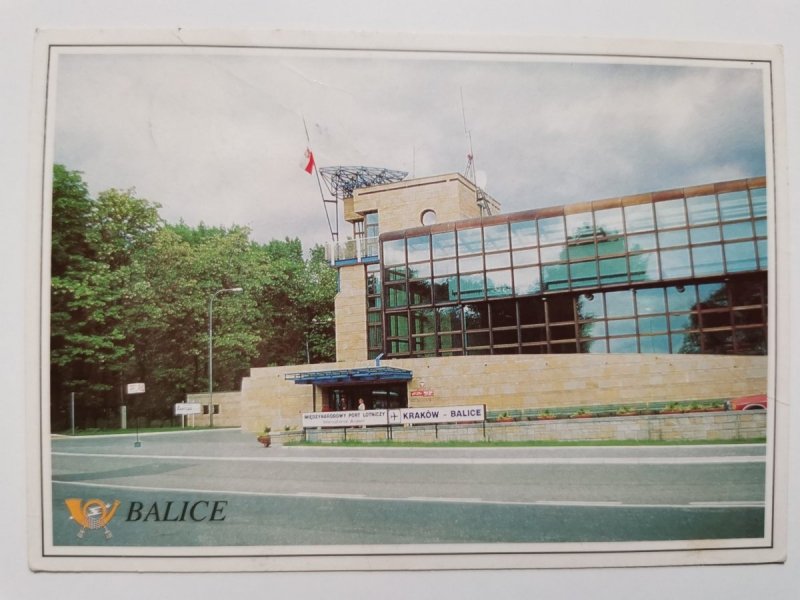 MIĘDZYNARODOWY PORT LOTNICZY
KRAKÓW - BALICE
BALICE